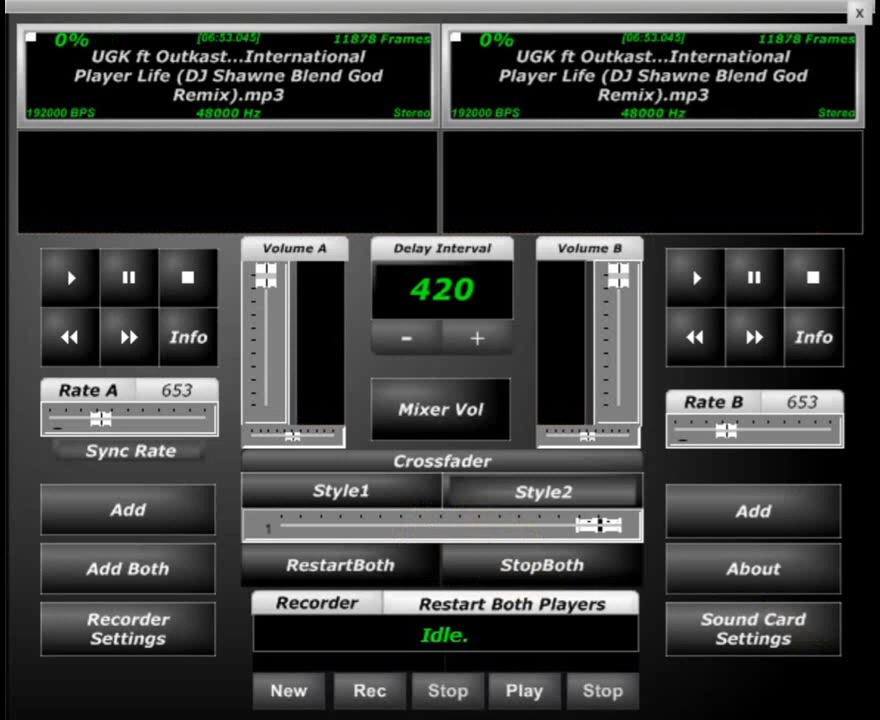 x
0% [06:53.045] 11878 Frames
UGK ft Outkast...International
Player Life (DJ Shawne Blend God
Remix).mp3
192000 BPS 48000 Hz Stereo
0% [06:53.045] 11878 Frames
UGK ft Outkast...International
Player Life (DJ Shawne Blend God
Remix).mp3
192000 BPS 48000 Hz Stereo
Volume A
Delay Interval
Volume B
420
- +
Info
Info
Rate A 653
Sync Rate
Mixer Vol
Rate B 653
Crossfader
Style1 Style2
1
Add
Add Both
Recorder
Settings
RestartBoth StopBoth
Recorder Restart Both Players
Idle.
New Rec Stop Play Stop
Add
About
Sound Card
Settings